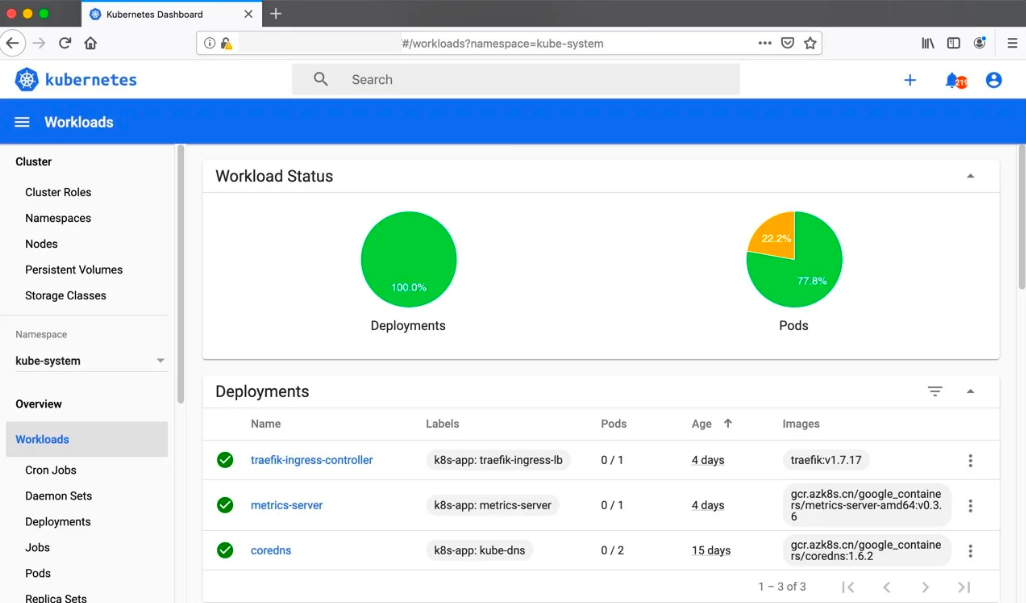 Kubernetes Dashboard
#/workloads?namespace=kube-system
kubernetes
Search
Workloads
Cluster
Cluster Roles
Namespaces
Nodes
Persistent Volumes
Storage Classes
Namespace
kube-system
Overview
Workloads
Cron Jobs
Daemon Sets
Deployments
Jobs
Pods
Replica Sets
Workload Status
100.0%
Deployments
22.2%
77.8%
Pods
Deployments
Name Labels Pods Age Images
traefik-ingress-controller k8s-app: traefik-ingress-lb 0 / 1 4 days traefik:v1.7.17
metrics-server k8s-app: metrics-server 0 / 1 4 days gcr.azk8s.cn/google_containe
rs/metrics-server-amd64:v0.3.
6
coredns k8s-app: kube-dns 0 / 2 15 days gcr.azk8s.cn/google_containe
rs/coredns:1.6.2
1 – 3 of 3